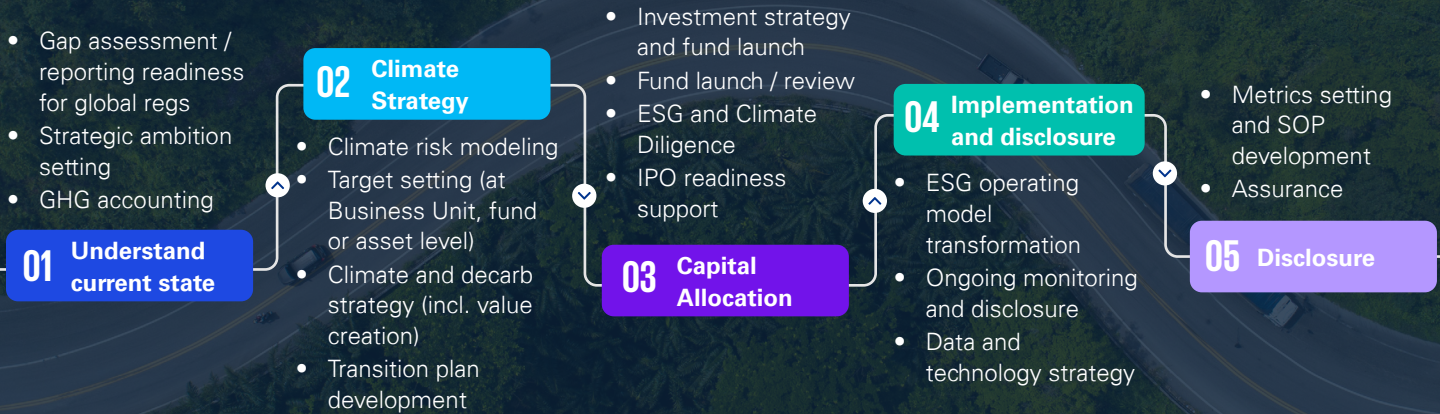 • Gap assessment /
reporting readiness
for global regs
• Strategic ambition
setting
• GHG accounting
01 Understand
current state
02 Climate
Strategy
• Climate risk modeling
• Target setting (at
Business Unit, fund
or asset level)
• Climate and decarb
strategy (incl. value
creation)
• Transition plan
development
• Investment strategy
and fund launch
• Fund launch / review
• ESG and Climate
Diligence
• IPO readiness
support
03 Capital
Allocation
04 Implementation
and disclosure
• ESG operating
model
transformation
• Ongoing monitoring
and disclosure
• Data and
technology strategy
• Metrics setting
and SOP
development
• Assurance
05 Disclosure